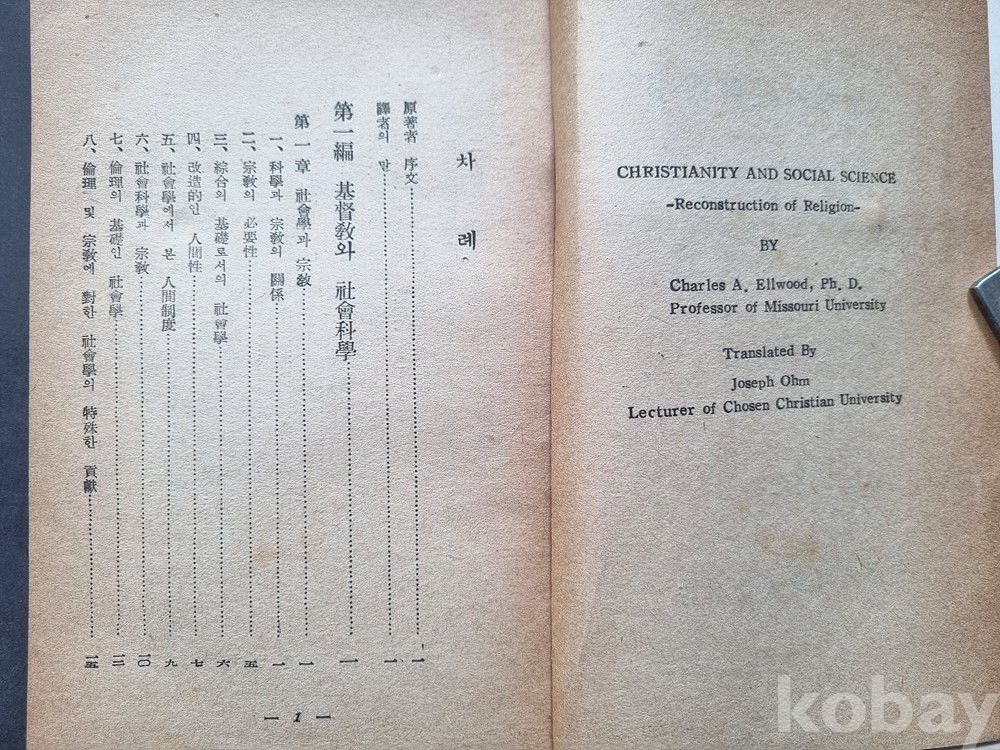 CHRISTIANITY AND SOCIAL SCIENCE
-Reconstruction of Religion-
BY
Charles A. Ellwood, Ph. D.
Professor of Missouri University
Translated By
Joseph Ohm
Lecturer of Chosen Christian University
차 례
原著者 序文 一
譯者의 말 一
第一編 基督敎와 社會科學 一
第一章 社會學과 宗敎 一
一、科學과 宗敎의 關係 一
二、宗敎의 必要性 五
三、綜合의 基礎로서의 社會學 六
四、改造的인 人間性 七
五、社會學에서 본 人間制度 九
六、社會科學과 宗敎 一〇
七、倫理의 基礎인 社會學 一二
八、倫理 및 宗敎에 對한 社會學의 特殊한 貢獻 一五
— 1 —
kobay